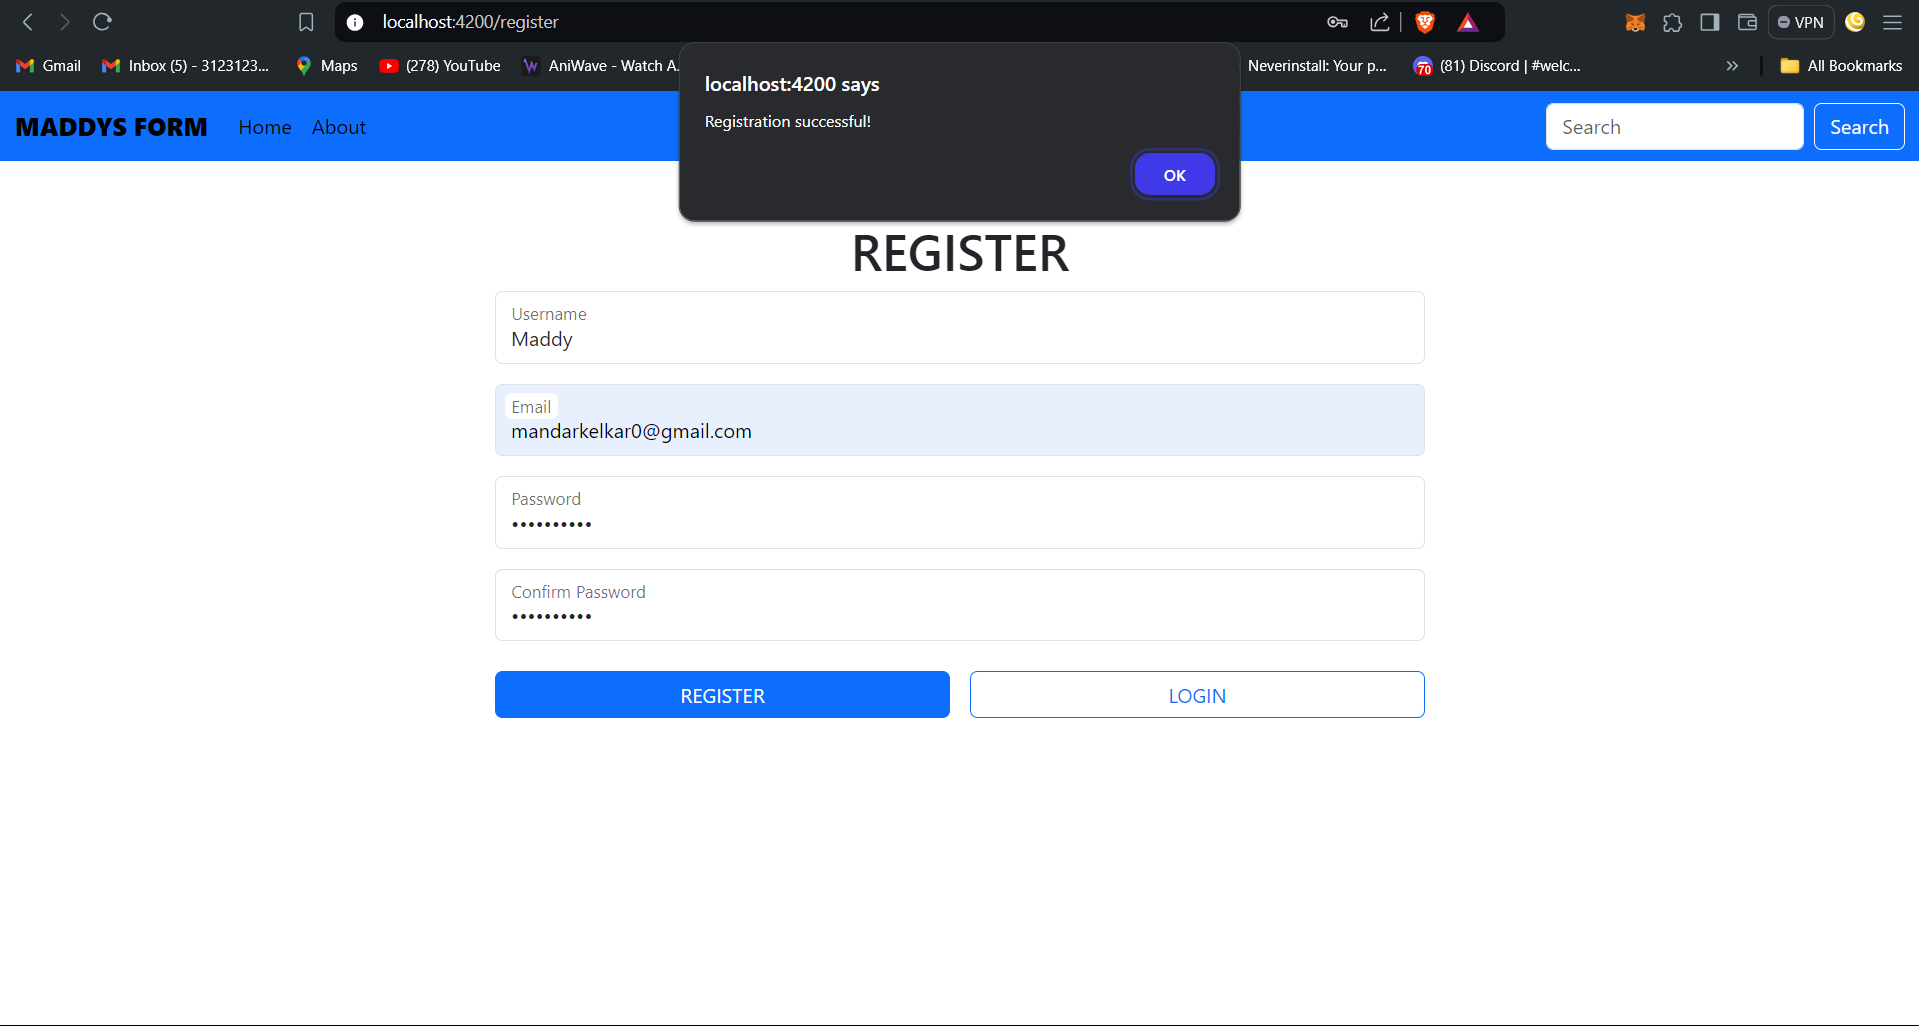 localhost:4200/register
VPN
Gmail
Inbox (5) - 3123123...
Maps
(278) YouTube
AniWave - Watch A.
Neverinstall: Your p...
70
(81) Discord | #welc...
»
All Bookmarks
localhost:4200 says
Registration successful!
OK
MADDYS FORM
Home
About
Search
Search
REGISTER
Username
Maddy
Email
mandarkelkar0@gmail.com
Password
••••••••••
Confirm Password
••••••••••
REGISTER
LOGIN